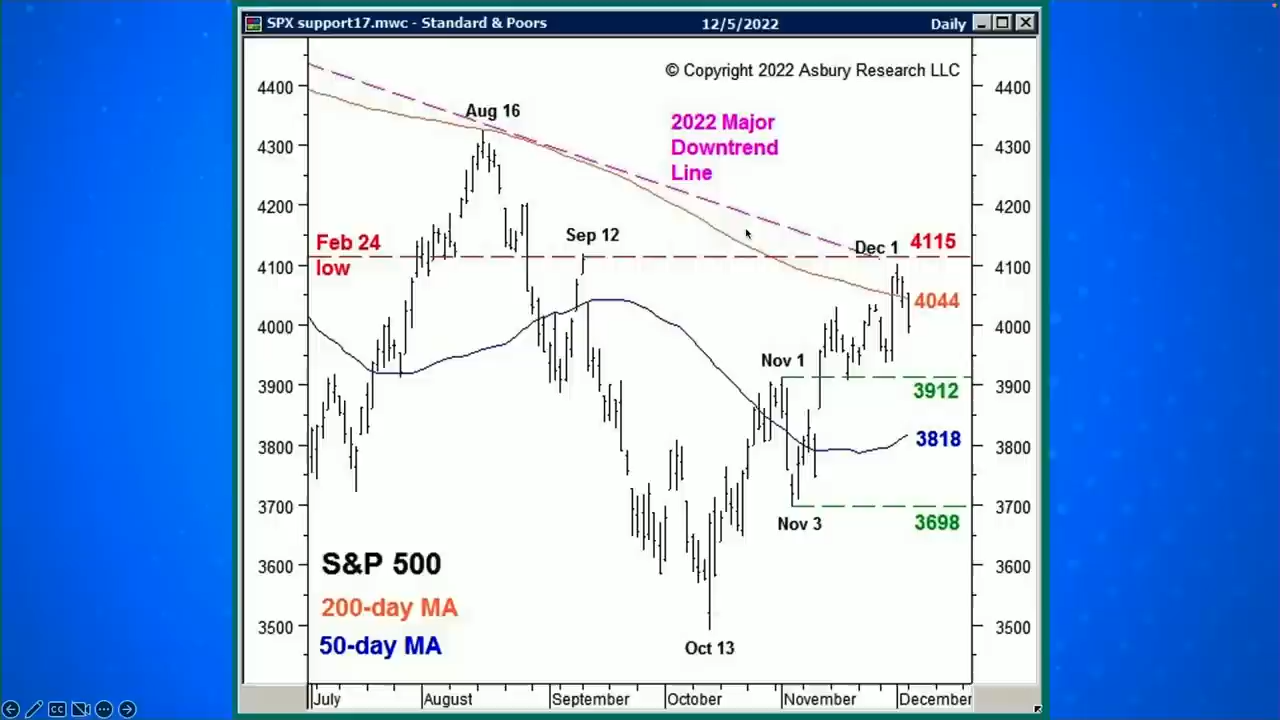 SPX support17.mwc - Standard & Poors 12/5/2022 Daily
© Copyright 2022 Asbury Research LLC
4400 4400
Aug 16
2022 Major
Downtrend
Line
4300 4300
4200 4200
Feb 24
low
Sep 12
Dec 1
4115
4100 4100
4044
4000 4000
Nov 1
3900 3900
3912
3818
3800 3800
3700 3700
Nov 3
3698
S&P 500
3600 3600
200-day MA
3500 3500
50-day MA
Oct 13
July August September October November December
CC